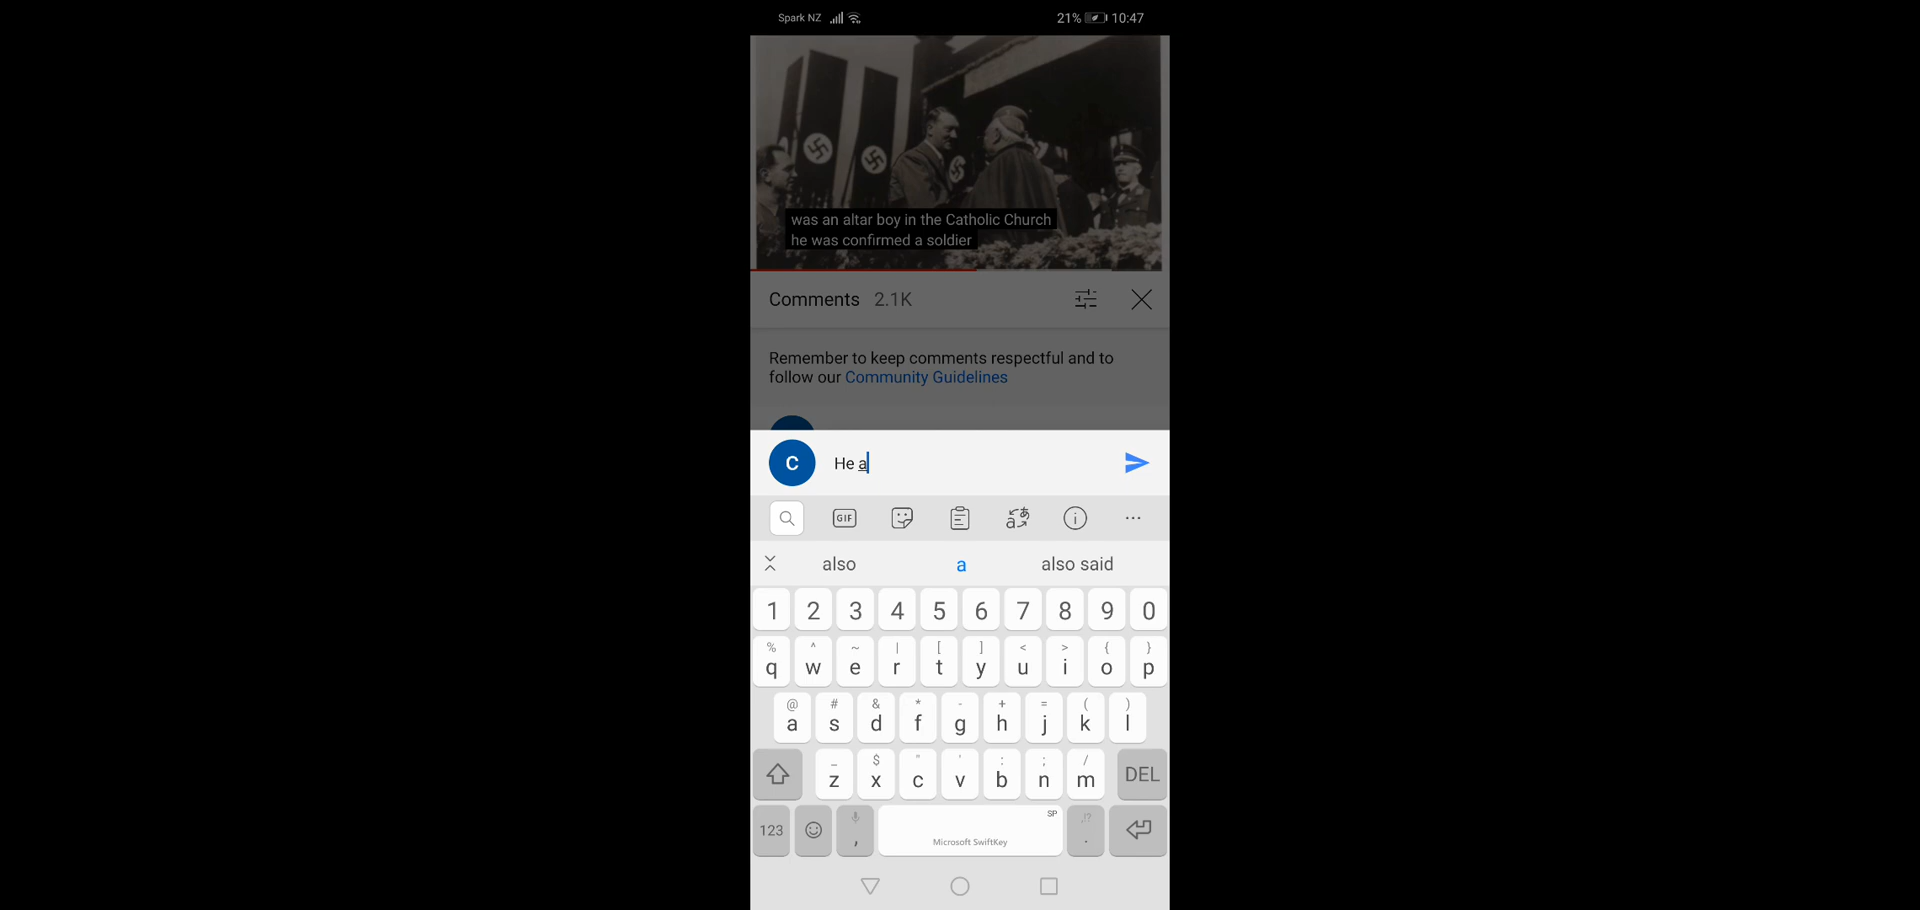 Spark NZ 21% 10:47
was an altar boy in the Catholic Church
he was confirmed a soldier
Comments 2.1K
Remember to keep comments respectful and to
follow our Community Guidelines
C He a
GIF
also a also said
1 2 3 4 5 6 7 8 9 0
% ^ ~ | [ ] < > { }
q w e r t y u i o p
@ # & * - + = ( )
a s d f g h j k l
_ $ " ' : ; /
z x c v b n m DEL
SP
123 , Microsoft SwiftKey ,!? .